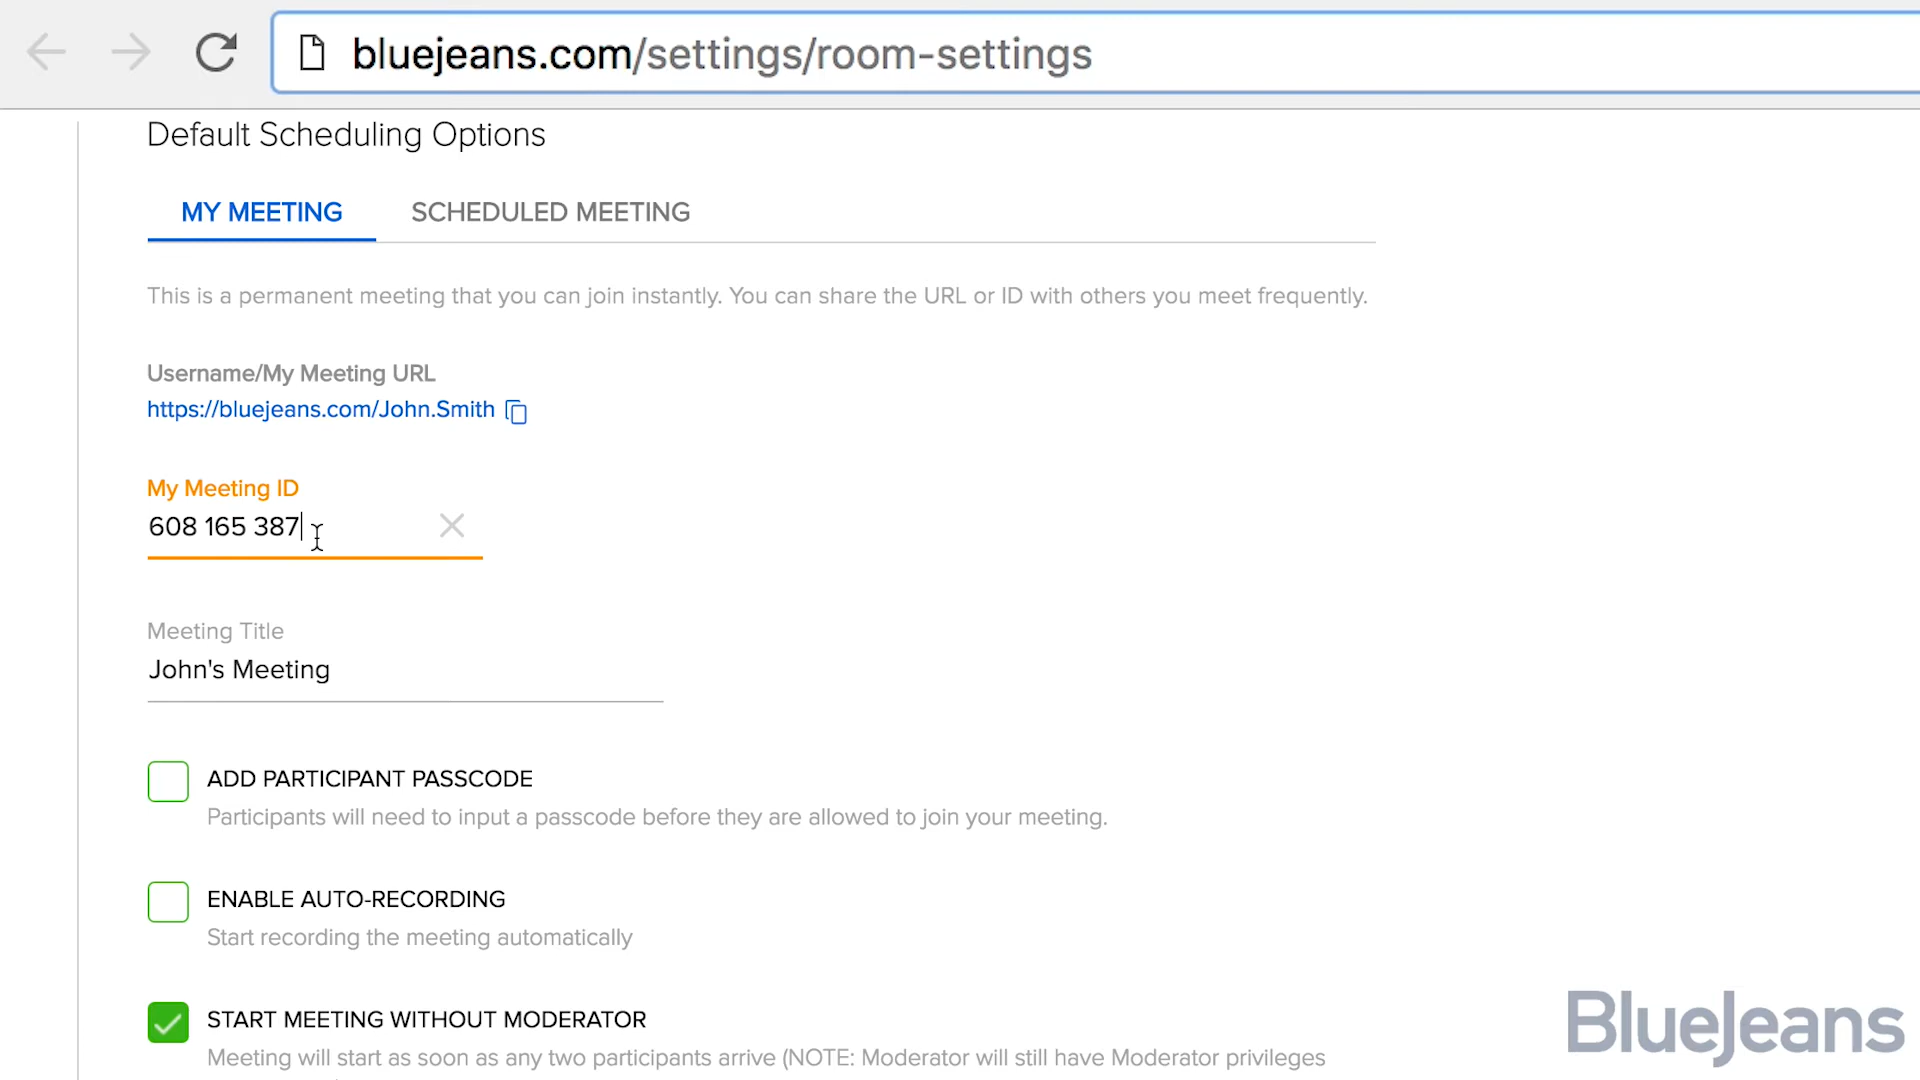 bluejeans.com/settings/room-settings
Default Scheduling Options
MY MEETING SCHEDULED MEETING
This is a permanent meeting that you can join instantly. You can share the URL or ID with others you meet frequently.
Username/My Meeting URL
https://bluejeans.com/John.Smith
My Meeting ID
608 165 387
Meeting Title
John's Meeting
ADD PARTICIPANT PASSCODE
Participants will need to input a passcode before they are allowed to join your meeting.
ENABLE AUTO-RECORDING
Start recording the meeting automatically
START MEETING WITHOUT MODERATOR
Meeting will start as soon as any two participants arrive (NOTE: Moderator will still have Moderator privileges
BlueJeans